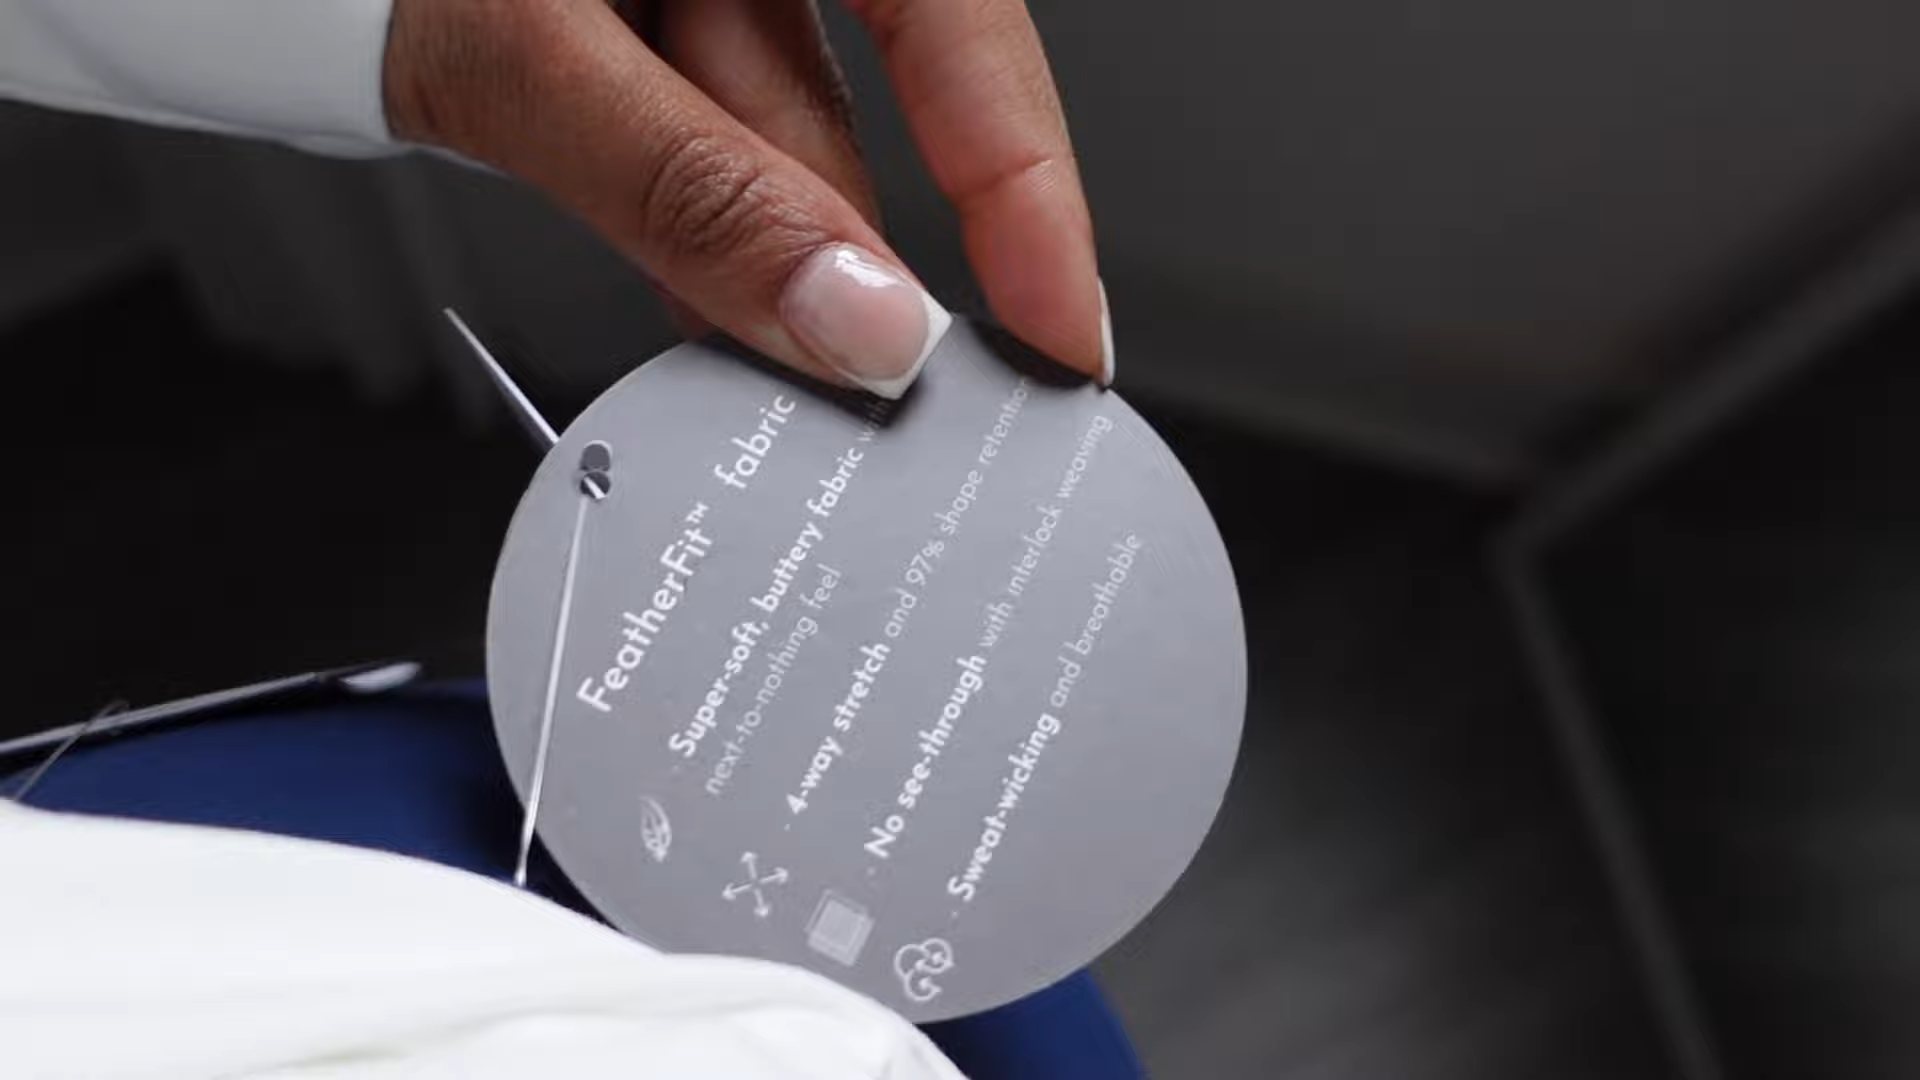 FeatherFit™ fabric
Super-soft, buttery fabric with
next-to-nothing feel
4-way stretch and 97% shape retention
No see-through with interlock weaving
Sweat-wicking and breathable